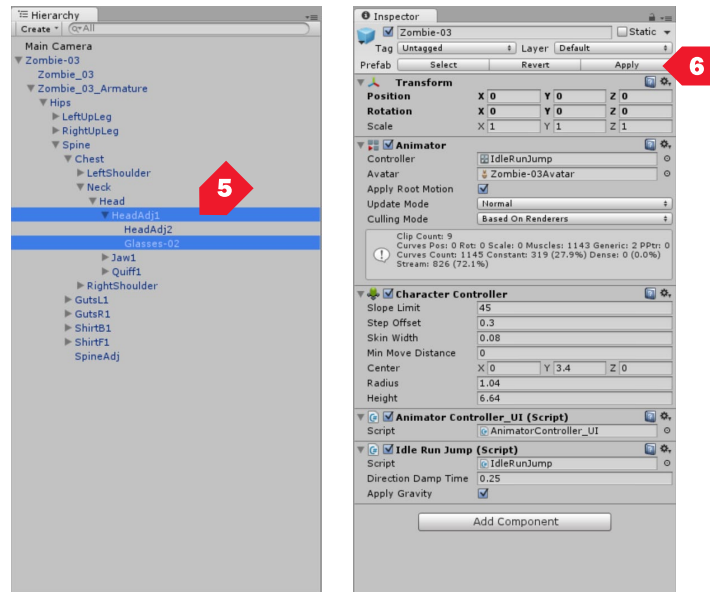 Hierarchy
Create All
Main Camera
Zombie-03
Zombie_03
Zombie_03_Armature
Hips
LeftUpLeg
RightUpLeg
Spine
Chest
LeftShoulder
Neck
Head
HeadAdj1
HeadAdj2
Glasses-02
Jaw1
Quiff1
RightShoulder
GutsL1
GutsR1
ShirtB1
ShirtF1
SpineAdj
5
Inspector
Zombie-03 Static
Tag Untagged Layer Default
Prefab Select Revert Apply
6
Transform
Position X 0 Y 0 Z 0
Rotation X 0 Y 0 Z 0
Scale X 1 Y 1 Z 1
Animator
Controller IdleRunJump
Avatar Zombie-03Avatar
Apply Root Motion
Update Mode Normal
Culling Mode Based On Renderers
Clip Count: 9
Curves Pos: 0 Rot: 0 Scale: 0 Muscles: 1143 Generic: 2 PPtr: 0
Curves Count: 1145 Constant: 319 (27.9%) Dense: 0 (0.0%)
Stream: 826 (72.1%)
Character Controller
Slope Limit 45
Step Offset 0.3
Skin Width 0.08
Min Move Distance 0
Center X 0 Y 3.4 Z 0
Radius 1.04
Height 6.64
Animator Controller_UI (Script)
Script AnimatorController_UI
Idle Run Jump (Script)
Script IdleRunJump
Direction Damp Time 0.25
Apply Gravity
Add Component